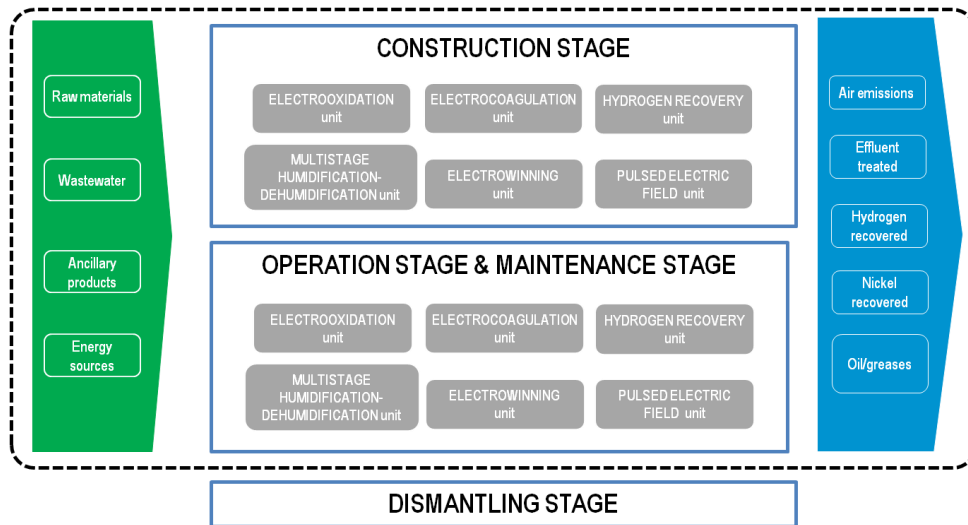 Raw materials
Wastewater
Ancillary
products
Energy
sources
CONSTRUCTION STAGE
ELECTROOXIDATION
unit
ELECTROCOAGULATION
unit
HYDROGEN RECOVERY
unit
MULTISTAGE
HUMIDIFICATION-
DEHUMIDIFICATION unit
ELECTROWINNING
unit
PULSED ELECTRIC
FIELD unit
OPERATION STAGE & MAINTENANCE STAGE
ELECTROOXIDATION
unit
ELECTROCOAGULATION
unit
HYDROGEN RECOVERY
unit
MULTISTAGE
HUMIDIFICATION-
DEHUMIDIFICATION unit
ELECTROWINNING
unit
PULSED ELECTRIC
FIELD unit
Air emissions
Effluent
treated
Hydrogen
recovered
Nickel
recovered
Oil/greases
DISMANTLING STAGE